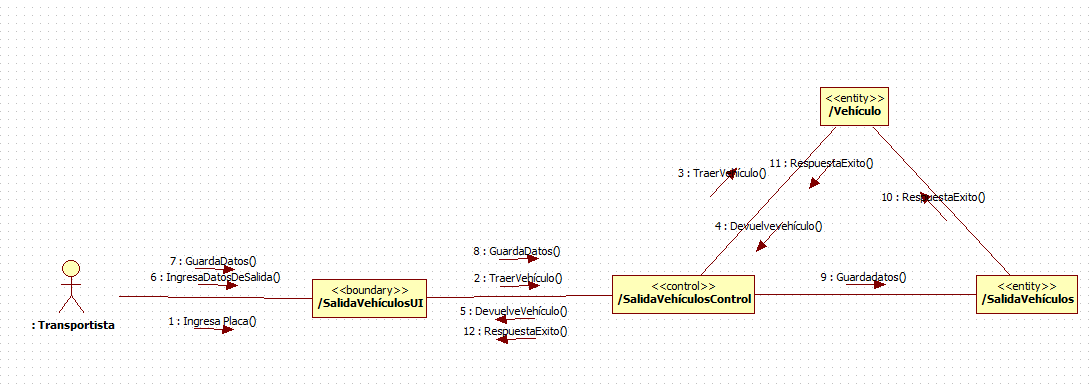 <<entity>>
/Vehículo
3 : TraerVehículo()
11 : RespuestaExito()
10 : RespuestaExito()
4 : Devuelvevehículo()
8 : GuardaDatos()
7 : GuardaDatos()
6 : IngresaDatosDeSalida()
2 : TraerVehículo()
9 : Guardadatos()
<<boundary>>
/SalidaVehículosUI
<<control>>
/SalidaVehículosControl
<<entity>>
/SalidaVehículos
5 : DevuelveVehículo()
1 : Ingresa Placa()
12 : RespuestaExito()
: Transportista